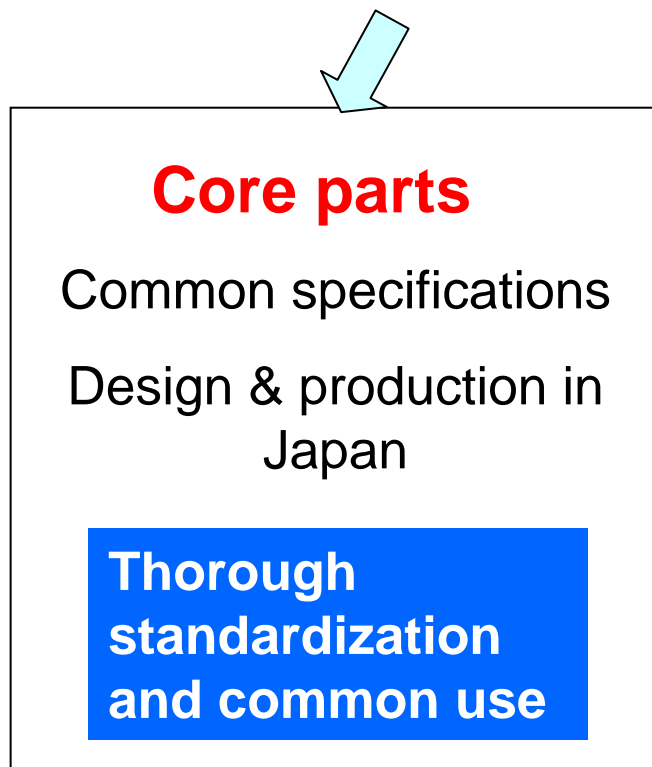 Core parts
Common specifications
Design & production in
Japan
Thorough
standardization
and common use